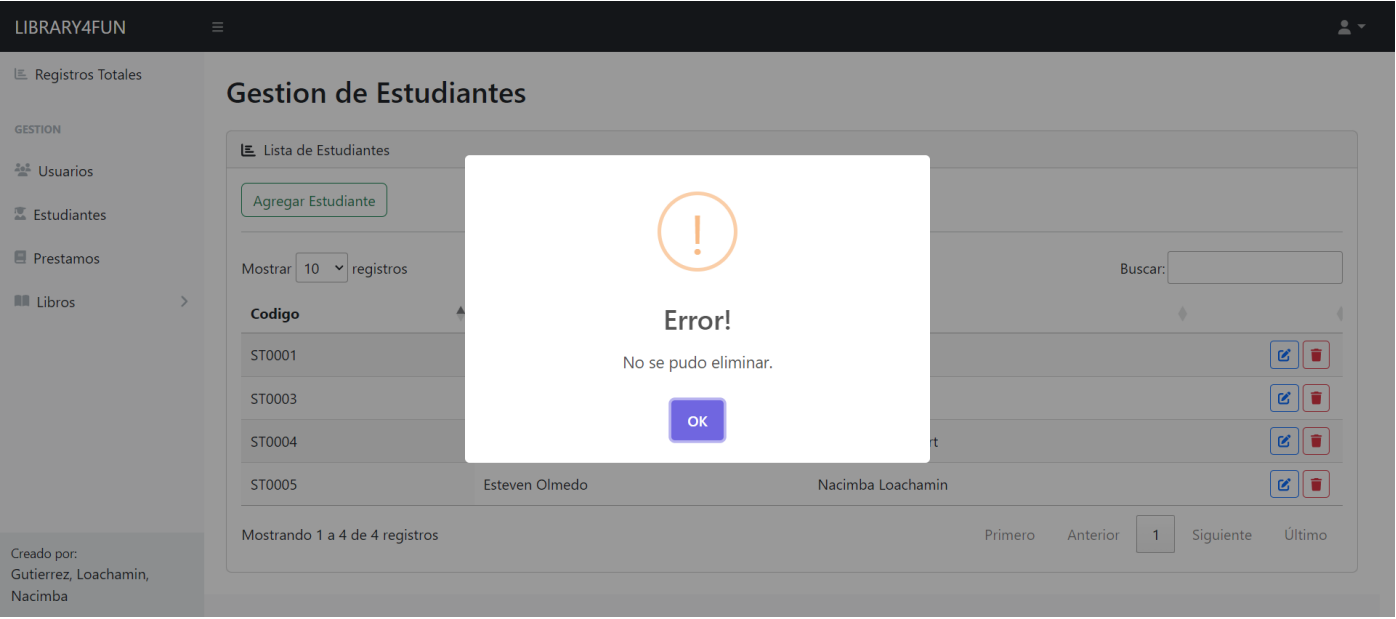 LIBRARY4FUN
Registros Totales
GESTION
Usuarios
Estudiantes
Prestamos
Libros
Creado por:
Gutierrez, Loachamin,
Nacimba
Gestion de Estudiantes
Lista de Estudiantes
Agregar Estudiante
Mostrar 10 registros
Buscar:
Codigo
ST0001
ST0003
ST0004
ST0005 Esteven Olmedo Nacimba Loachamin
Mostrando 1 a 4 de 4 registros
Primero Anterior 1 Siguiente Último
!
Error!
No se pudo eliminar.
OK